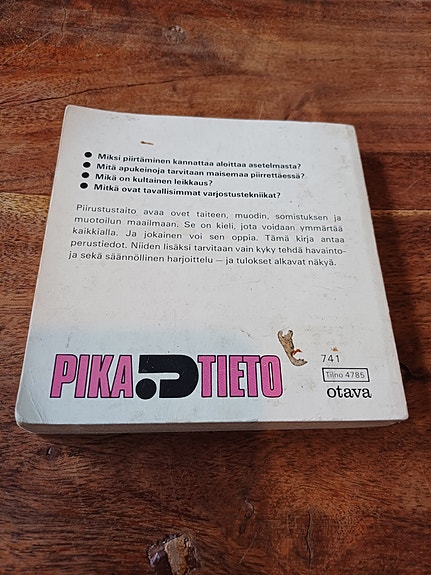 ● Miksi piirtäminen kannattaa aloittaa asetelmasta?
● Mitä apukeinoja tarvitaan maisemaa piirrettäessä?
● Mikä on kultainen leikkaus?
● Mitkä ovat tavallisimmat varjostustekniikat?
Piirustustaito avaa ovet taiteen, muodin, somistuksen ja
muotoilun maailmaan. Se on kieli, jota voidaan ymmärtää
kaikkialla. Ja jokainen voi sen oppia. Tämä kirja antaa
perustiedot. Niiden lisäksi tarvitaan vain kyky tehdä havainto-
ja sekä säännöllinen harjoittelu — ja tulokset alkavat näkyä.
PIKA TIETO
741
Tilno 4785
otava